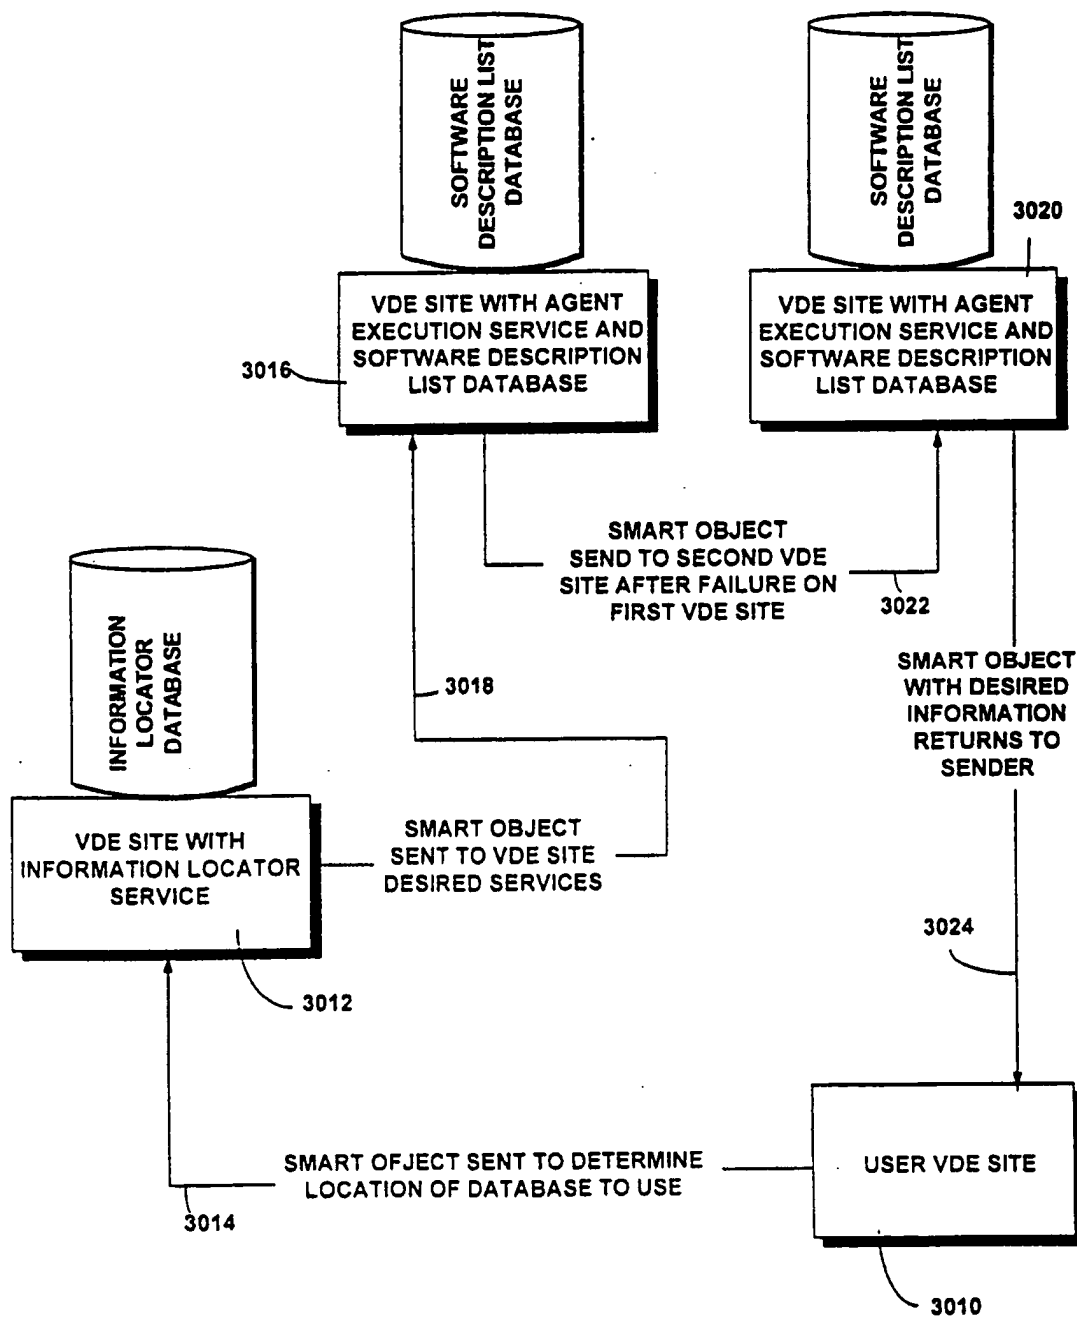 SOFTWARE
DESCRIPTION LIST
DATABASE
SOFTWARE
DESCRIPTION LIST
DATABASE
3020
VDE SITE WITH AGENT
EXECUTION SERVICE AND
SOFTWARE DESCRIPTION
LIST DATABASE
3016
VDE SITE WITH AGENT
EXECUTION SERVICE AND
SOFTWARE DESCRIPTION
LIST DATABASE
SMART OBJECT
SEND TO SECOND VDE
SITE AFTER FAILURE ON
FIRST VDE SITE
3022
INFORMATION
LOCATOR
DATABASE
3018
SMART OBJECT
WITH DESIRED
INFORMATION
RETURNS TO
SENDER
VDE SITE WITH
INFORMATION LOCATOR
SERVICE
SMART OBJECT
SENT TO VDE SITE
DESIRED SERVICES
3012
3024
SMART OFJECT SENT TO DETERMINE
LOCATION OF DATABASE TO USE
3014
USER VDE SITE
3010